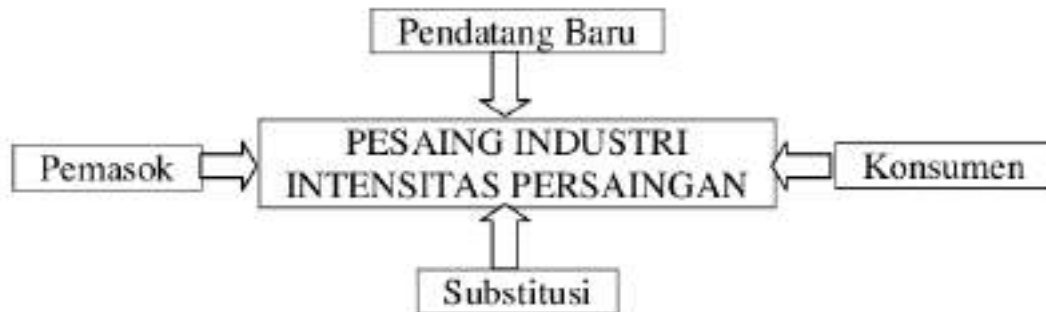 Pendatang Baru
Pemasok
PESAING INDUSTRI
INTENSITAS PERSAINGAN
Konsumen
Substitusi